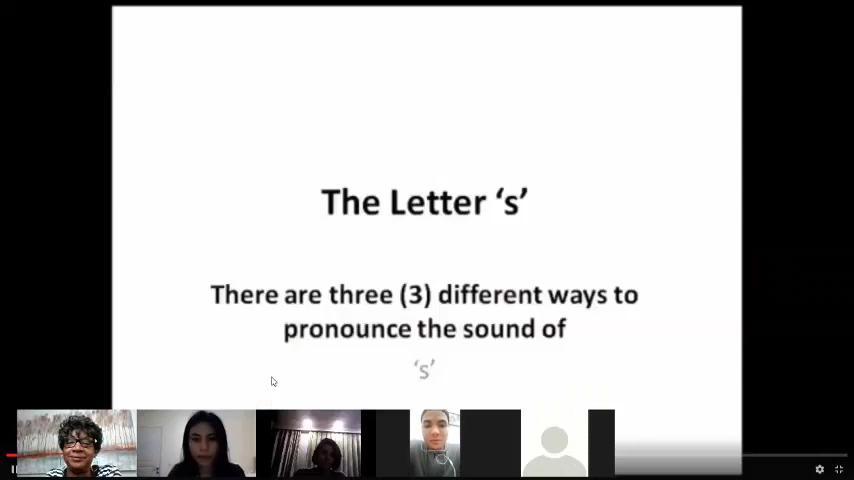 The Letter ‘s’
There are three (3) different ways to
pronounce the sound of
‘s’